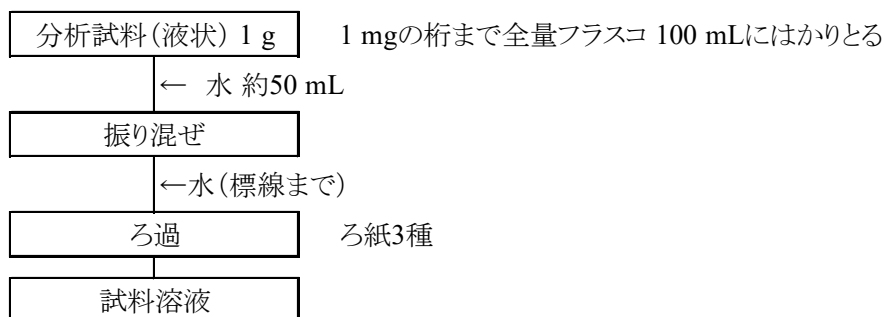 分析試料(液状) 1 g　1 mgの桁まで全量フラスコ 100 mLにはかりとる
← 水 約50 mL
振り混ぜ
←水(標線まで)
ろ過　ろ紙3種
試料溶液